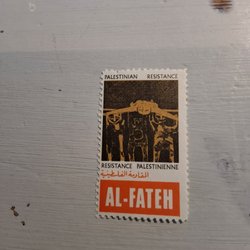 PALESTINIAN RESISTANCE
RESISTANCE PALESTINIENNE
المقاومة الفلسطينية
AL-FATEH